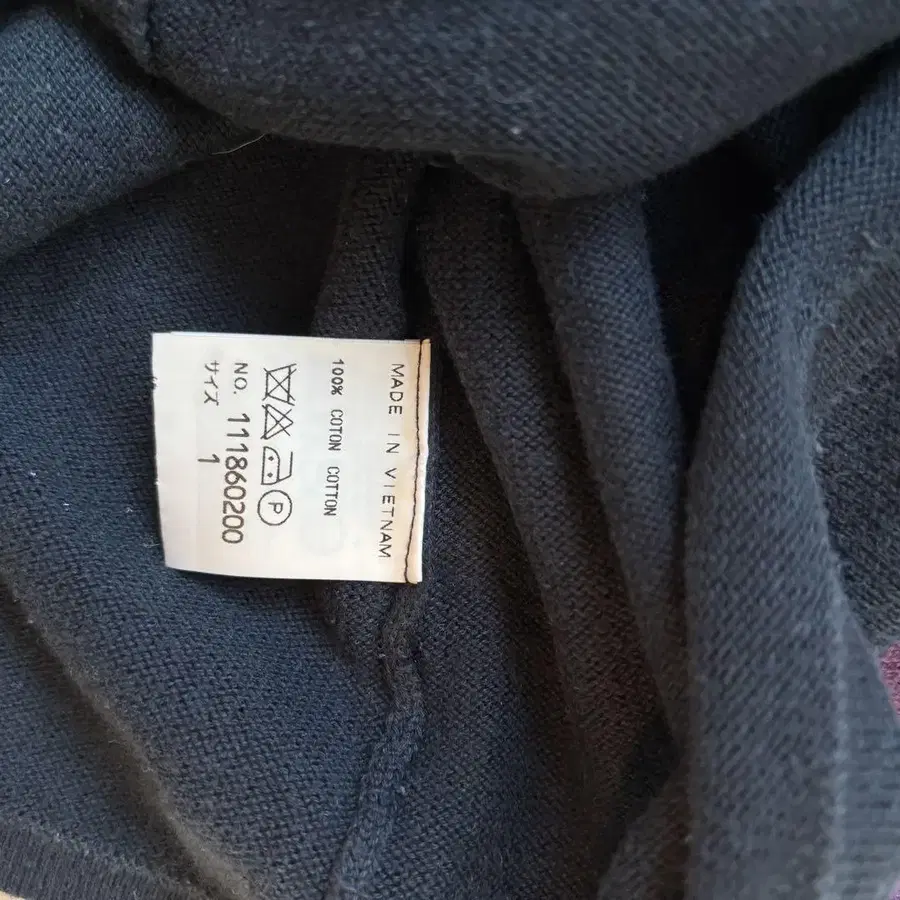 MADE IN VIETNAM
100% COTON COTTON
P
NO. 111860200
サイズ 1